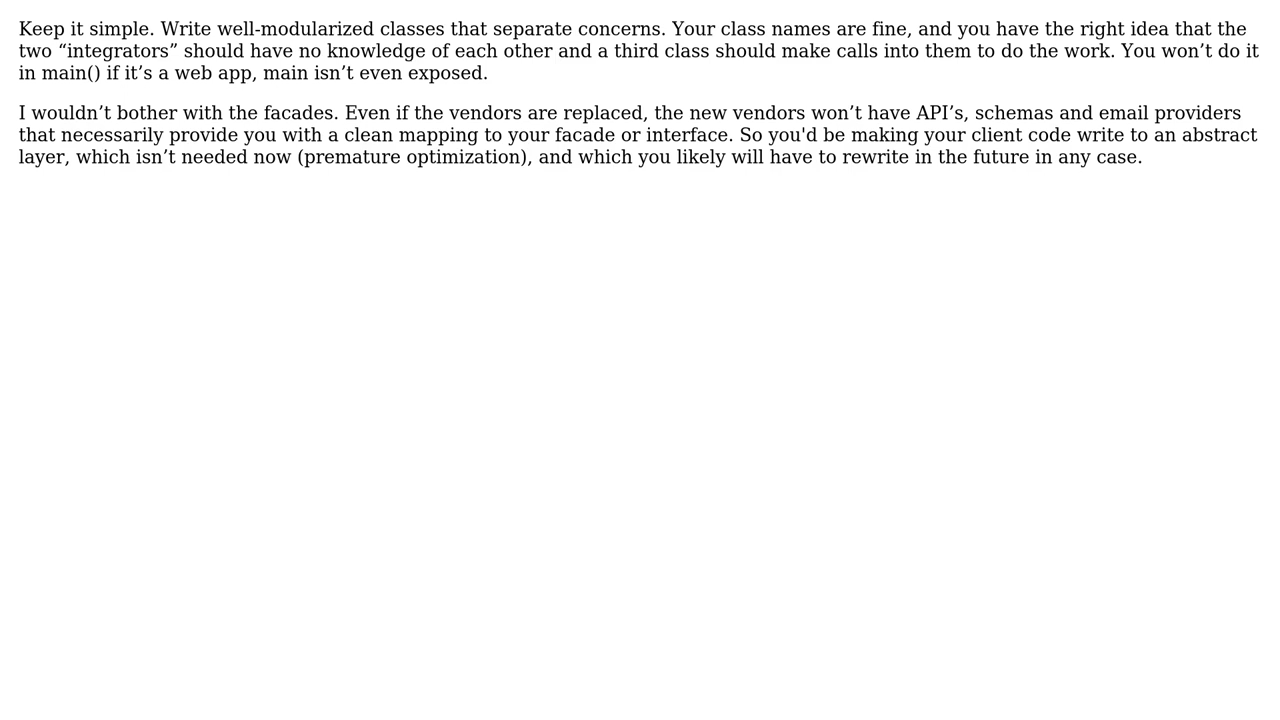 Keep it simple. Write well-modularized classes that separate concerns. Your class names are fine, and you have the right idea that the
two “integrators” should have no knowledge of each other and a third class should make calls into them to do the work. You won’t do it
in main() if it’s a web app, main isn’t even exposed.
I wouldn’t bother with the facades. Even if the vendors are replaced, the new vendors won’t have API’s, schemas and email providers
that necessarily provide you with a clean mapping to your facade or interface. So you'd be making your client code write to an abstract
layer, which isn’t needed now (premature optimization), and which you likely will have to rewrite in the future in any case.